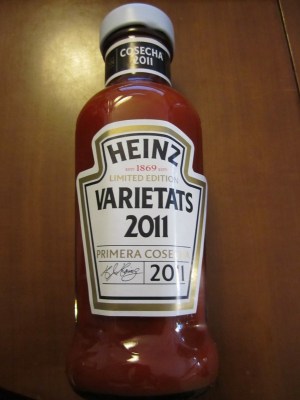 COSECHA
2011
HEINZ
1869
LIMITED EDITION
VARIETATS
2011
PRIMERA
2011